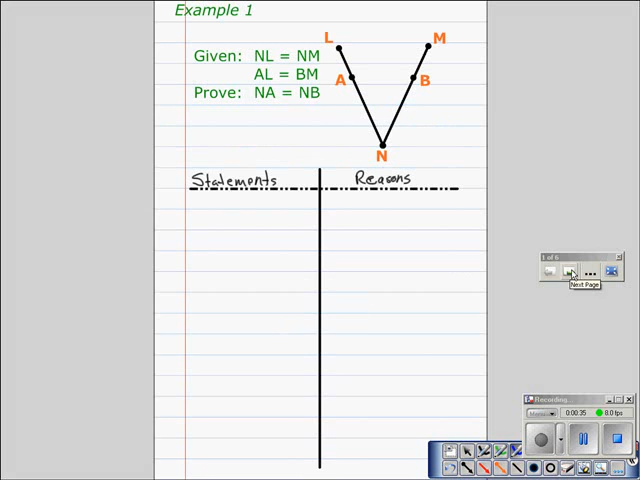 Example 1
L
M
Given: NL = NM
AL = BM
A
B
Prove: NA = NB
N
Statements
Reasons
1 of 6
Next Page
Recording...
Menu
0:00:35
8.0 fps